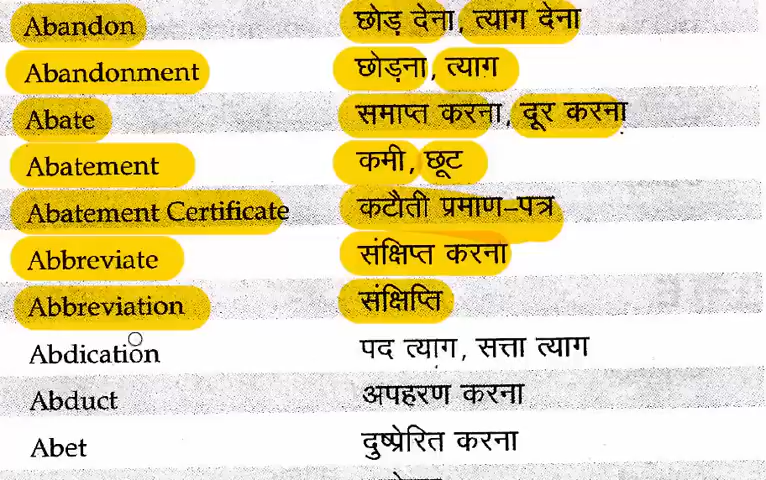 Abandon छोड़ देना, त्याग देना
Abandonment छोड़ना, त्याग
Abate समाप्त करना, दूर करना
Abatement कमी, छूट
Abatement Certificate कटौती प्रमाण-पत्र
Abbreviate संक्षिप्त करना
Abbreviation संक्षिप्ति
Abdication पद त्याग, सत्ता त्याग
Abduct अपहरण करना
Abet दुष्प्रेरित करना